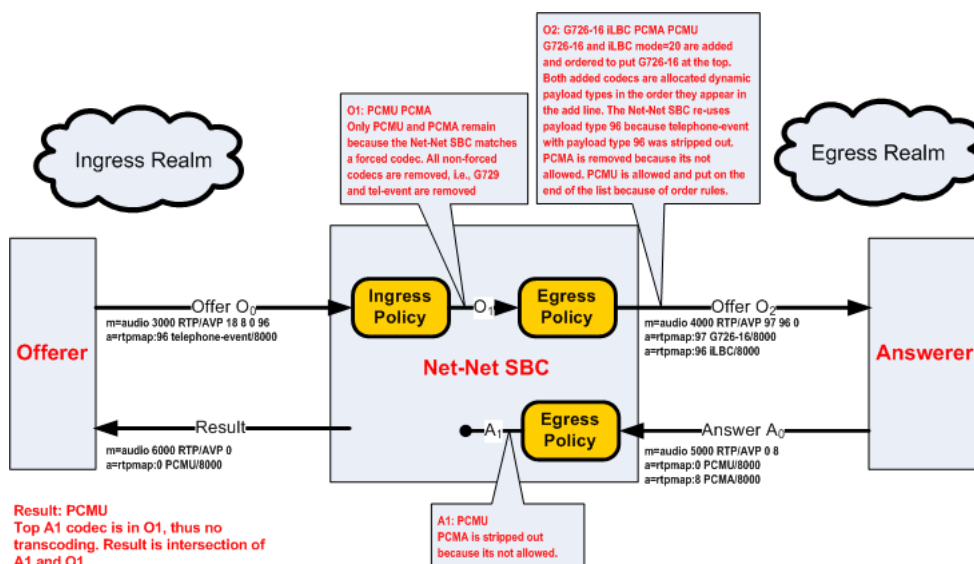 O2: G726-16 iLBC PCMA PCMU
G726-16 and iLBC mode=20 are added
and ordered to put G726-16 at the top.
Both added codecs are allocated dynamic
payload types in the order they appear in
the add line. The Net-Net SBC re-uses
payload type 96 because telephone-event
with payload type 96 was stripped out.
PCMA is removed because its not
allowed. PCMU is allowed and put on the
end of the list because of order rules.
O1: PCMU PCMA
Only PCMU and PCMA remain
because the Net-Net SBC matches
a forced codec. All non-forced
codecs are removed, i.e., G729
and tel-event are removed
Ingress Realm
Egress Realm
Offerer
Offer O0
m=audio 3000 RTP/AVP 18 8 0 96
a=rtpmap:96 telephone-event/8000
Ingress
Policy
O1
Egress
Policy
Net-Net SBC
Offer O2
m=audio 4000 RTP/AVP 97 96 0
a=rtpmap:97 G726-16/8000
a=rtpmap:96 iLBC/8000
Answerer
Result
m=audio 6000 RTP/AVP 0
a=rtpmap:0 PCMU/8000
A1
Egress
Policy
Answer A0
m=audio 5000 RTP/AVP 0 8
a=rtpmap:0 PCMU/8000
a=rtpmap:8 PCMA/8000
Result: PCMU
Top A1 codec is in O1, thus no
transcoding. Result is intersection of
A1 and O1
A1: PCMU
PCMA is stripped out
because its not allowed.